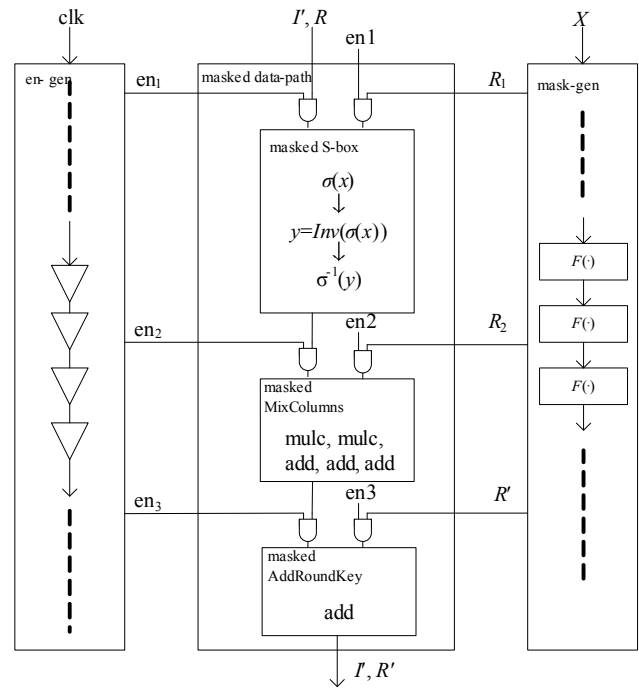 clk
I', R
en1
X
en- gen
masked data-path
mask-gen
en₁
R₁
masked S-box
σ(x)
y=Inv(σ(x))
σ⁻¹(y)
F(·)
F(·)
F(·)
en₂
en2
R₂
masked
MixColumns
mulc, mulc,
add, add, add
en₃
en3
R'
masked
AddRoundKey
add
I', R'